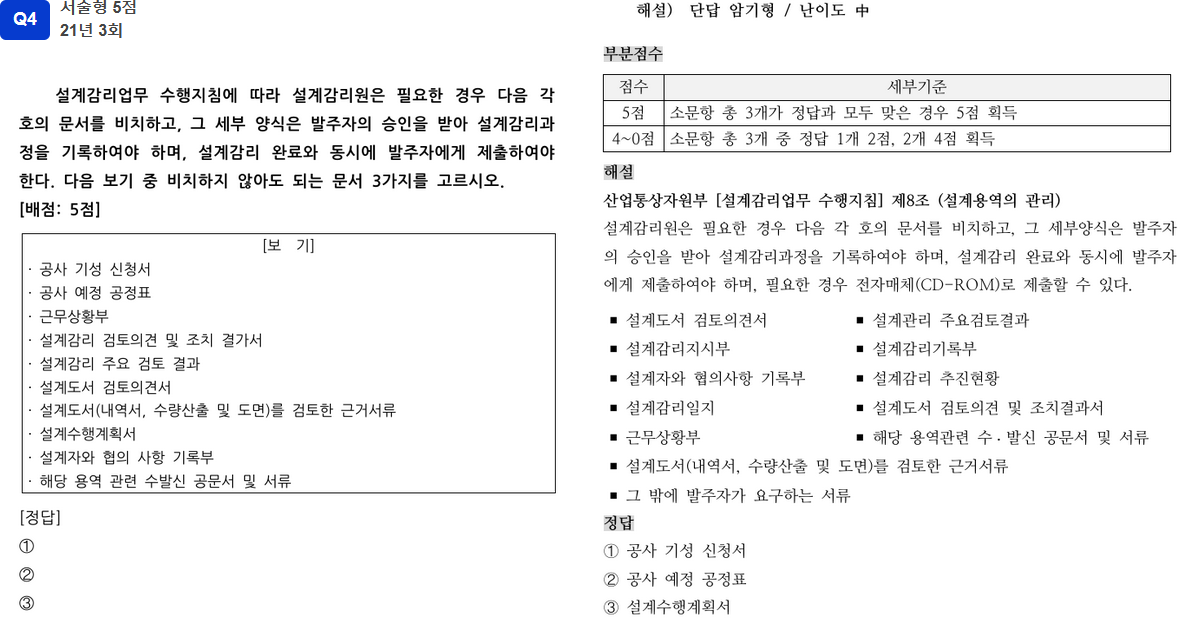 Q4
서술형 5점
21년 3회
설계감리업무 수행지침에 따라 설계감리원은 필요한 경우 다음 각
호의 문서를 비치하고, 그 세부 양식은 발주자의 승인을 받아 설계감리과
정을 기록하여야 하며, 설계감리 완료와 동시에 발주자에게 제출하여야
한다. 다음 보기 중 비치하지 않아도 되는 문서 3가지를 고르시오.
[배점: 5점]
[보 기]
· 공사 기성 신청서
· 공사 예정 공정표
· 근무상황부
· 설계감리 검토의견 및 조치 결가서
· 설계감리 주요 검토 결과
· 설계도서 검토의견서
· 설계도서(내역서, 수량산출 및 도면)를 검토한 근거서류
· 설계수행계획서
· 설계자와 협의 사항 기록부
· 해당 용역 관련 수발신 공문서 및 서류
[정답]
①
②
③
해설) 단답 암기형 / 난이도 中
부분점수
점수 세부기준
5점 소문항 총 3개가 정답과 모두 맞은 경우 5점 획득
4~0점 소문항 총 3개 중 정답 1개 2점, 2개 4점 획득
해설
산업통상자원부 [설계감리업무 수행지침] 제8조 (설계용역의 관리)
설계감리원은 필요한 경우 다음 각 호의 문서를 비치하고, 그 세부양식은 발주자
의 승인을 받아 설계감리과정을 기록하여야 하며, 설계감리 완료와 동시에 발주자
에게 제출하여야 하며, 필요한 경우 전자매체(CD-ROM)로 제출할 수 있다.
■ 설계도서 검토의견서 ■ 설계관리 주요검토결과
■ 설계감리지시부 ■ 설계감리기록부
■ 설계자와 협의사항 기록부 ■ 설계감리 추진현황
■ 설계감리일지 ■ 설계도서 검토의견 및 조치결과서
■ 근무상황부 ■ 해당 용역관련 수·발신 공문서 및 서류
■ 설계도서(내역서, 수량산출 및 도면)를 검토한 근거서류
■ 그 밖에 발주자가 요구하는 서류
정답
① 공사 기성 신청서
② 공사 예정 공정표
③ 설계수행계획서